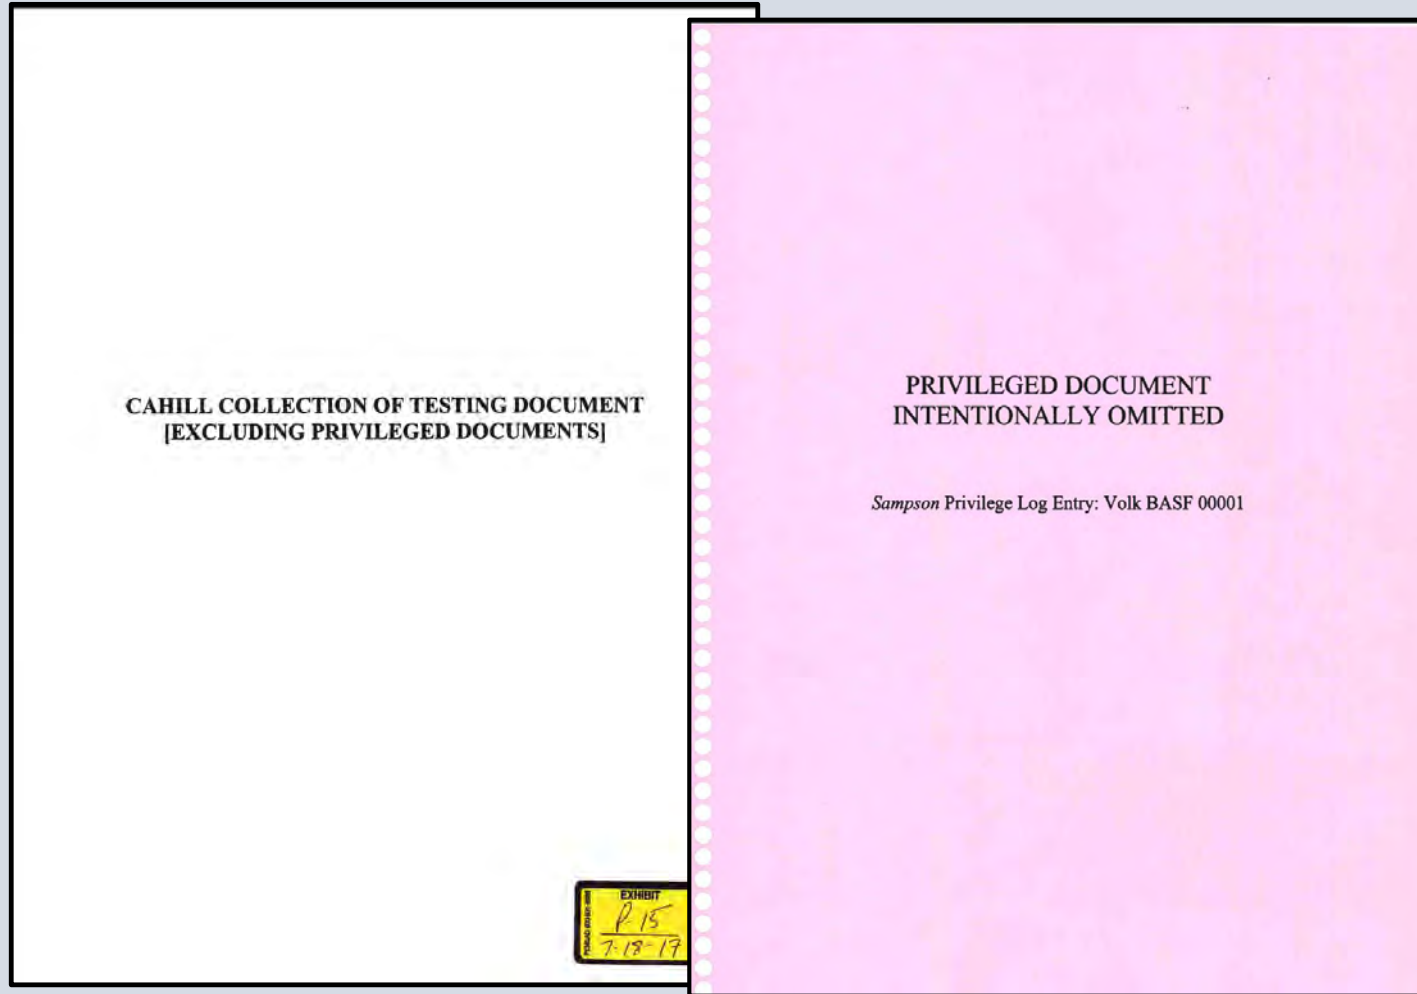 CAHILL COLLECTION OF TESTING DOCUMENT
[EXCLUDING PRIVILEGED DOCUMENTS]
EXHIBIT
P-15
7-18-17
PRIVILEGED DOCUMENT
INTENTIONALLY OMITTED
Sampson Privilege Log Entry: Volk BASF 00001